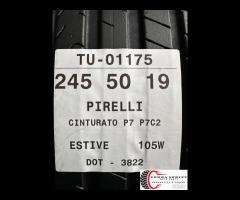 TU-01175
245 50 19
PIRELLI
CINTURATO P7 P7C2
ESTIVE 105W
DOT - 3822